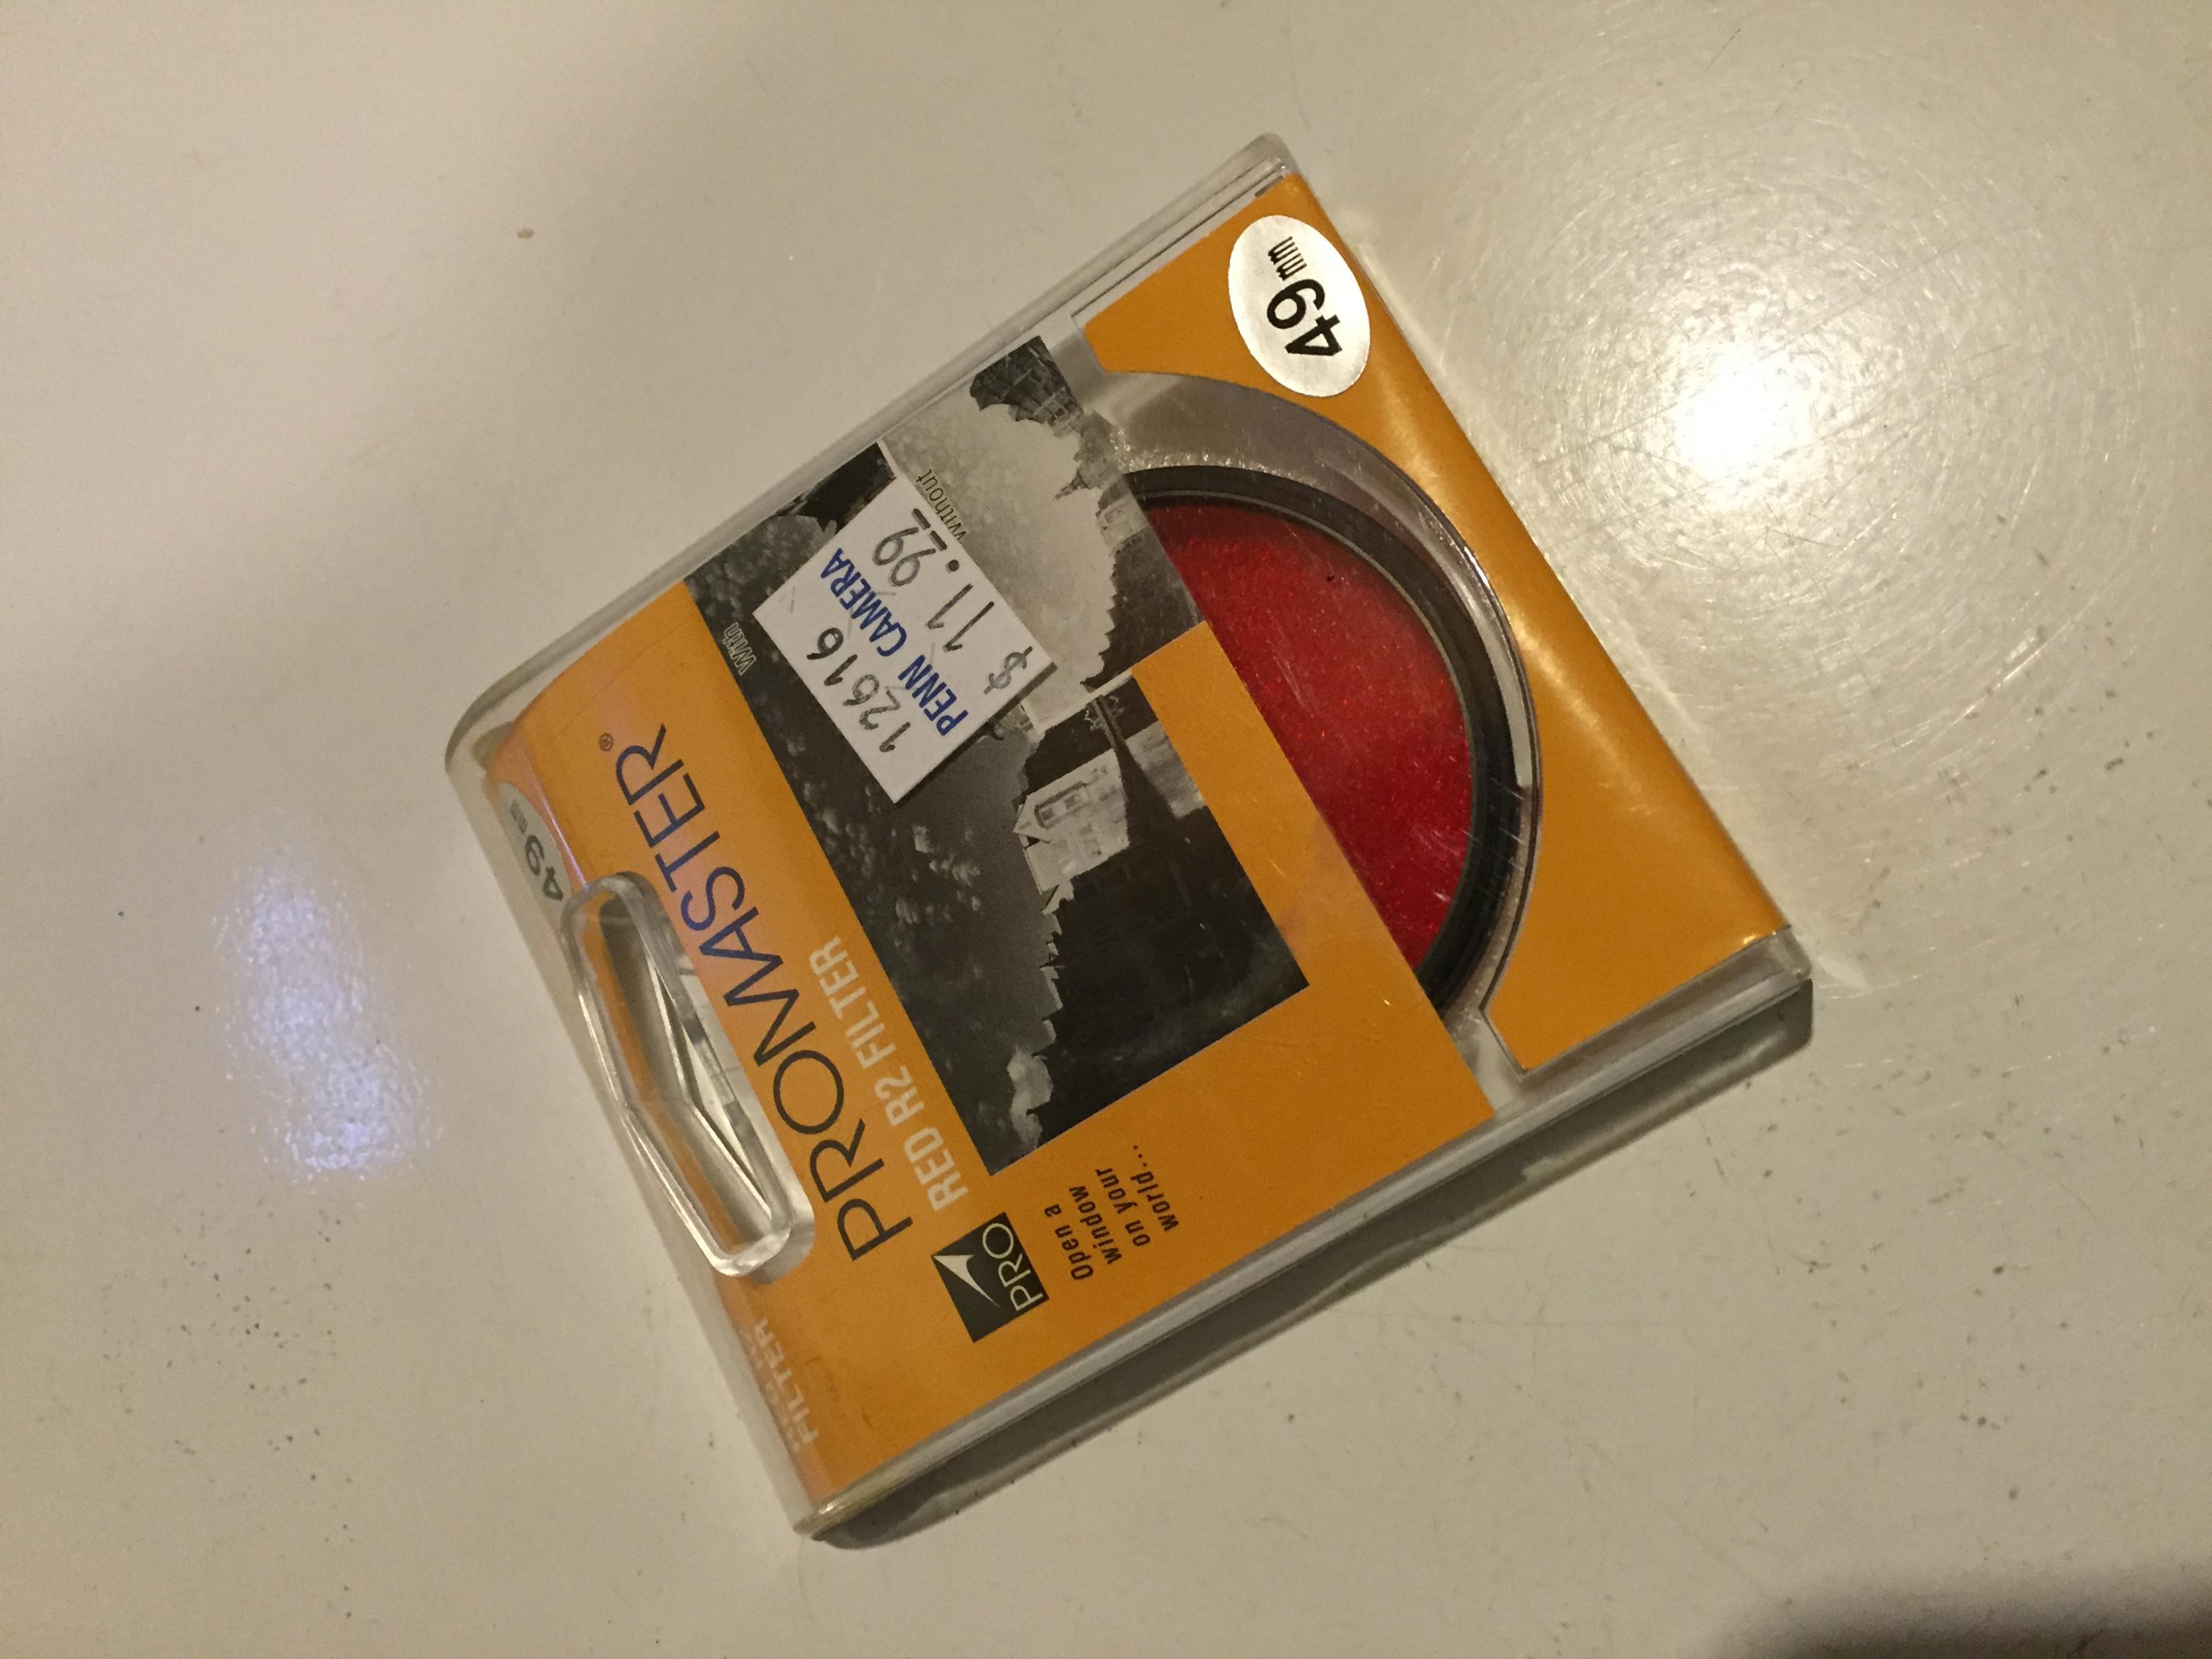 49mm
PROMASTER®
RED R2 FILTER
With
without
12616
PENN CAMERA
$ 11.99
PRO
Open a
window
on your
world...
49mm
FILTER